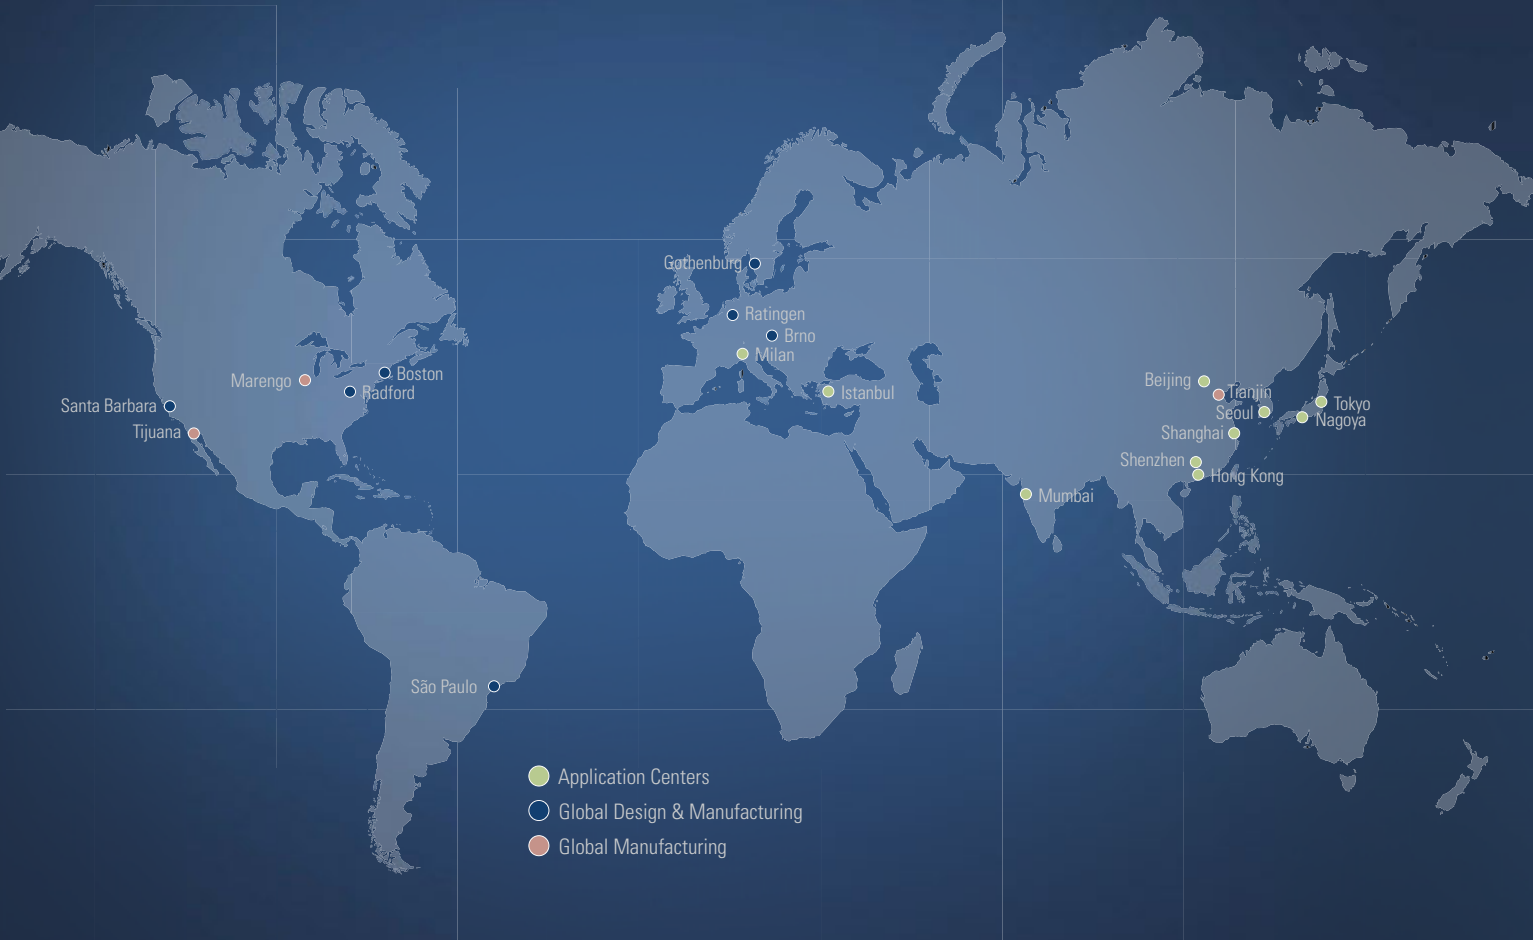 Gothenburg
Ratingen
Brno
Milan
Istanbul
Marengo
Boston
Radford
Santa Barbara
Tijuana
Beijing
Tianjin
Seoul
Tokyo
Nagoya
Shanghai
Shenzhen
Hong Kong
Mumbai
São Paulo
Application Centers
Global Design & Manufacturing
Global Manufacturing